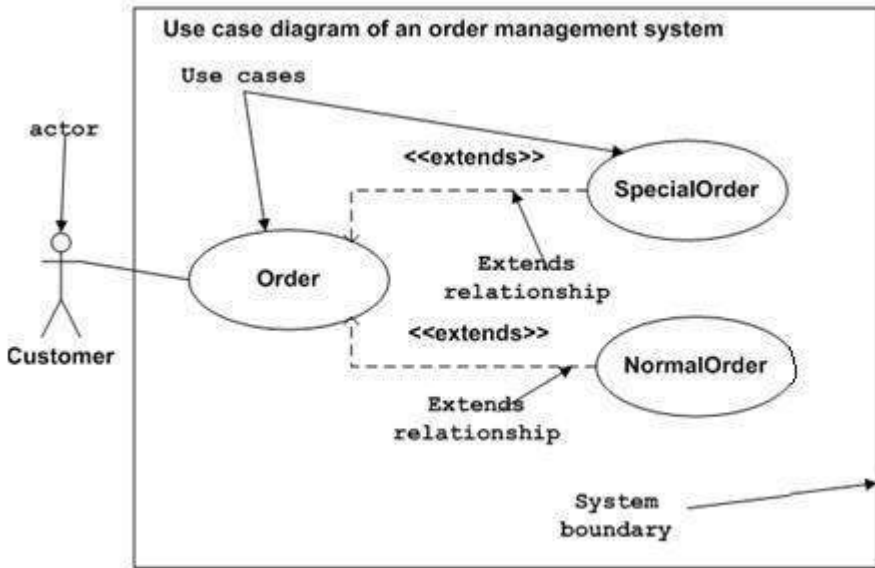 Use case diagram of an order management system
Use cases
actor
<<extends>>
SpecialOrder
Order
Extends
relationship
<<extends>>
Customer
NormalOrder
Extends
relationship
System
boundary